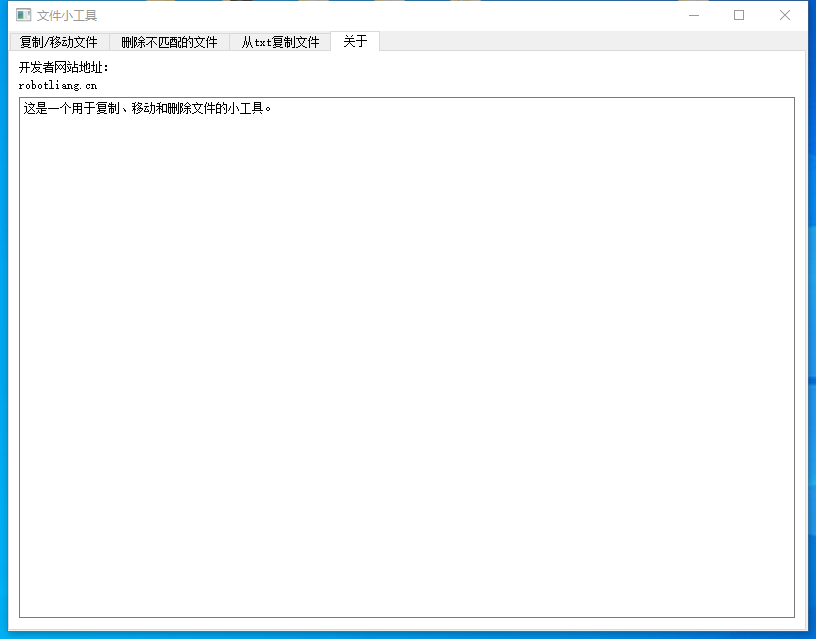 文件小工具
复制/移动文件 删除不匹配的文件 从txt复制文件 关于
开发者网站地址:
robotliang.cn
这是一个用于复制、移动和删除文件的小工具。